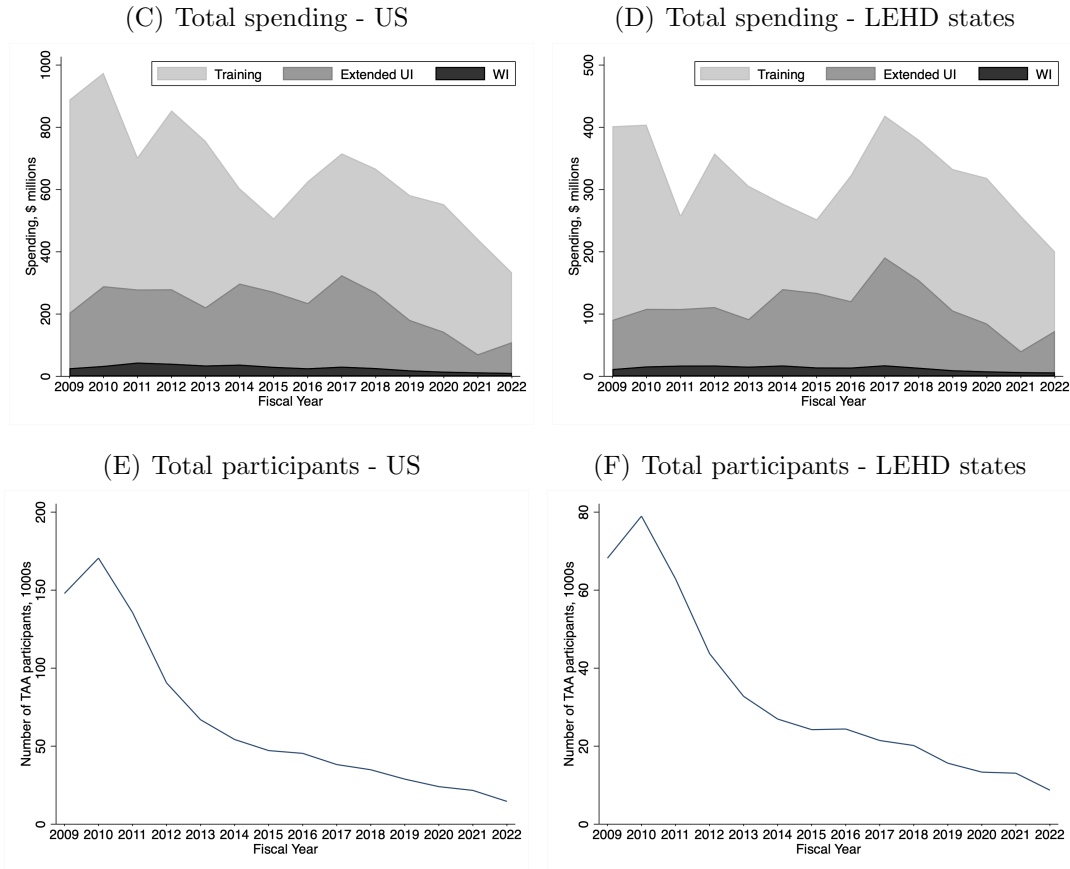 (C) Total spending - US
Spending, $ millions
1000
800
600
400
200
0
Training Extended UI WI
2009 2010 2011 2012 2013 2014 2015 2016 2017 2018 2019 2020 2021 2022
Fiscal Year
(D) Total spending - LEHD states
Spending, $ millions
500
400
300
200
100
0
Training Extended UI WI
2009 2010 2011 2012 2013 2014 2015 2016 2017 2018 2019 2020 2021 2022
Fiscal Year
(E) Total participants - US
Number of TAA participants, 1000s
200
150
100
50
0
2009 2010 2011 2012 2013 2014 2015 2016 2017 2018 2019 2020 2021 2022
Fiscal Year
(F) Total participants - LEHD states
Number of TAA participants, 1000s
80
60
40
20
0
2009 2010 2011 2012 2013 2014 2015 2016 2017 2018 2019 2020 2021 2022
Fiscal Year